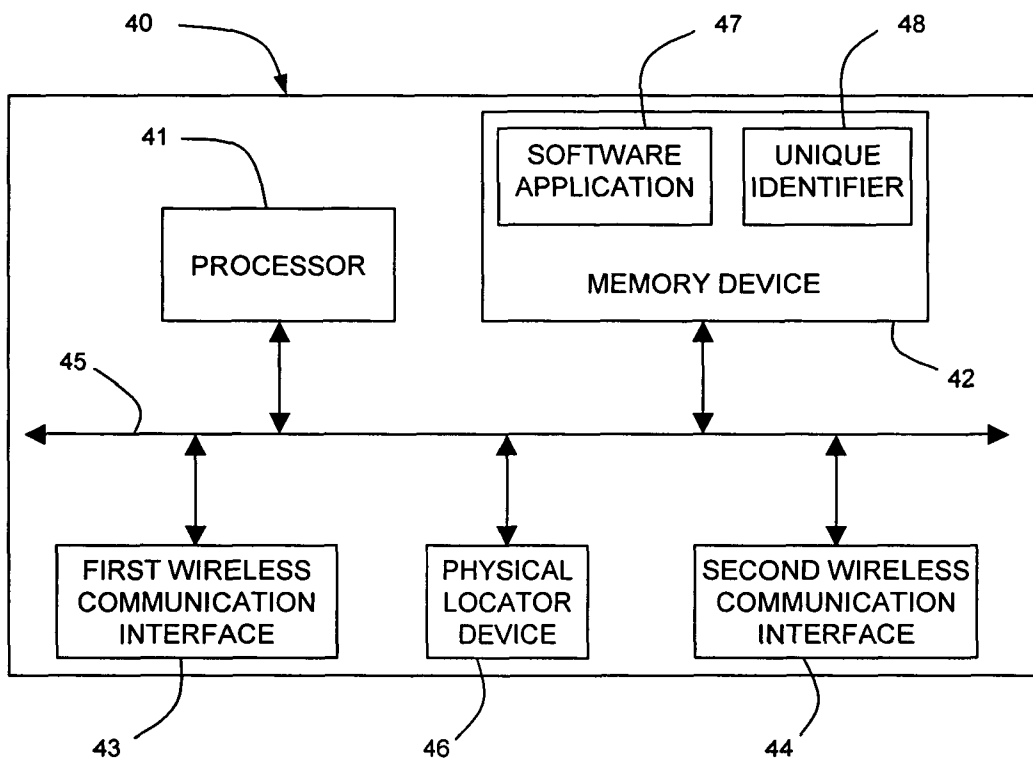 40
47
48
41
SOFTWARE
APPLICATION
UNIQUE
IDENTIFIER
PROCESSOR
MEMORY DEVICE
45
42
FIRST WIRELESS
COMMUNICATION
INTERFACE
PHYSICAL
LOCATOR
DEVICE
SECOND WIRELESS
COMMUNICATION
INTERFACE
43
46
44